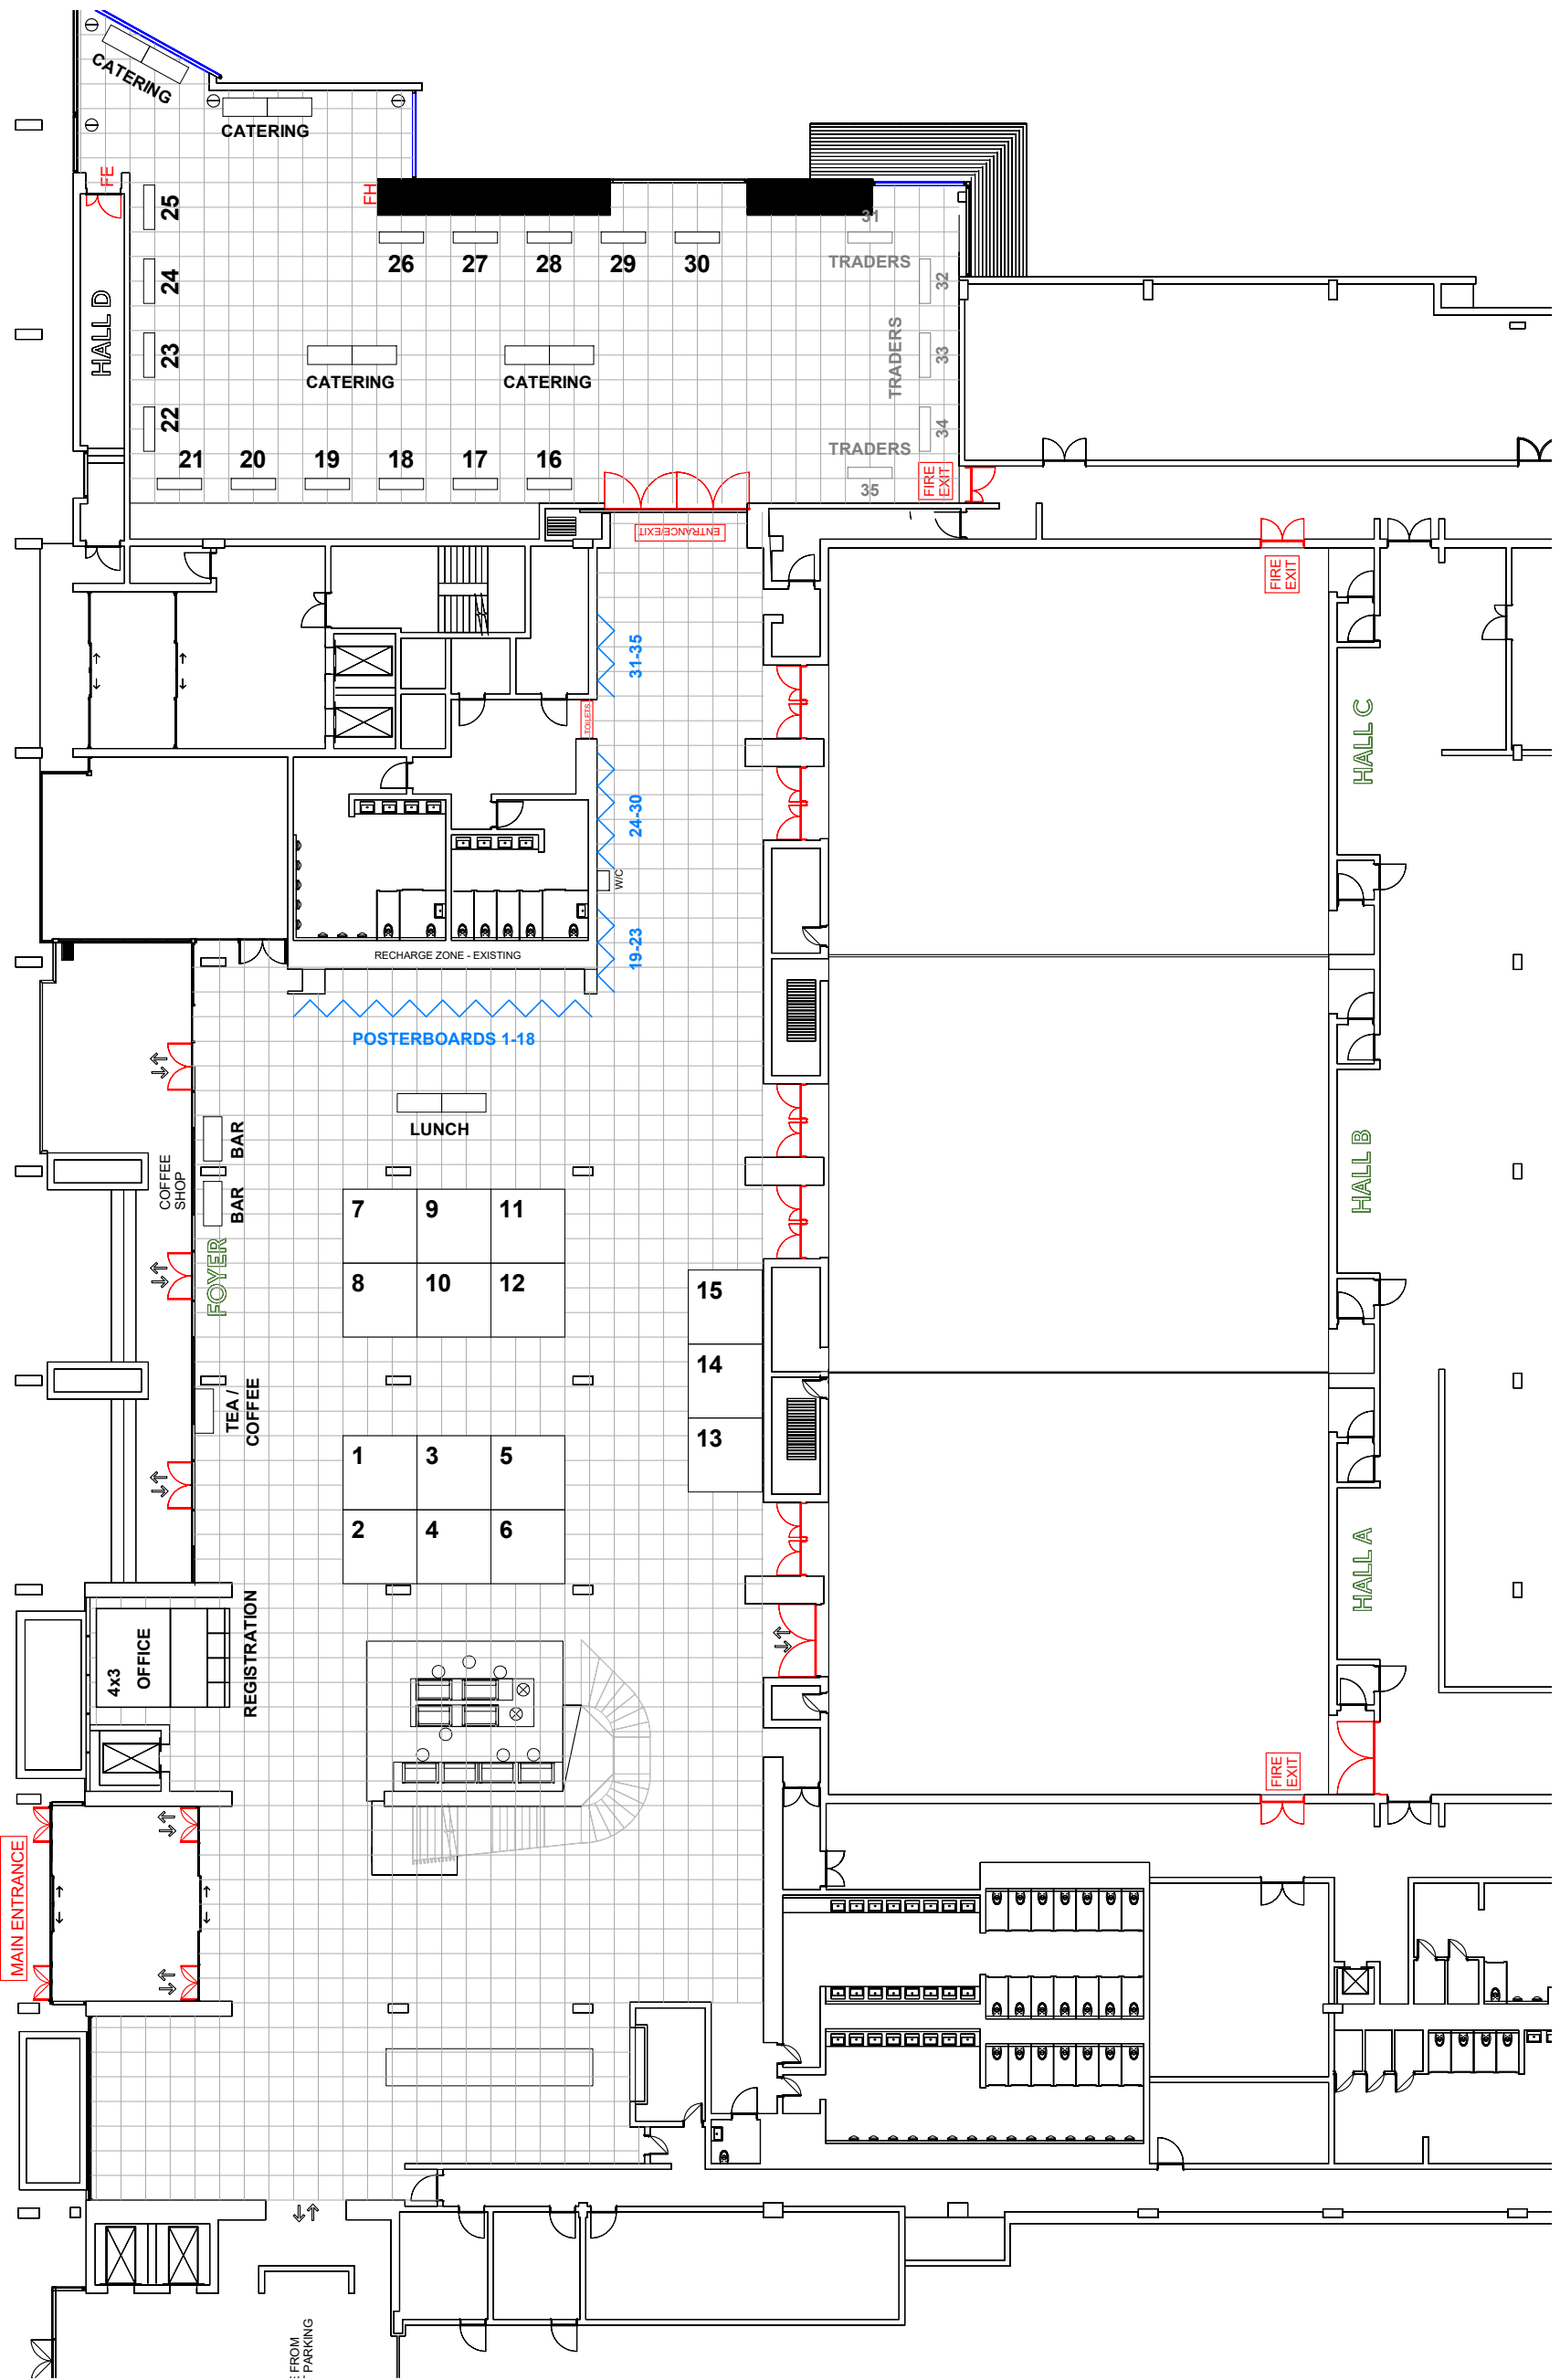 CATERING
CATERING
FE
FH
25
24
23
22
HALL D
26
27
28
29
30
31
TRADERS
32
TRADERS
33
34
TRADERS
35
CATERING
CATERING
21
20
19
18
17
16
FIRE
EXIT
ENTRANCE/EXIT
FIRE
EXIT
31-35
TOILETS
HALL C
24-30
W/C
19-23
RECHARGE ZONE - EXISTING
POSTERBOARDS 1-18
LUNCH
BAR
COFFEE
SHOP
BAR
FOYER
HALL B
7
9
11
8
10
12
15
14
13
TEA /
COFFEE
1
3
5
2
4
6
HALL A
REGISTRATION
4x3
OFFICE
FIRE
EXIT
MAIN ENTRANCE
FROM
PARKING